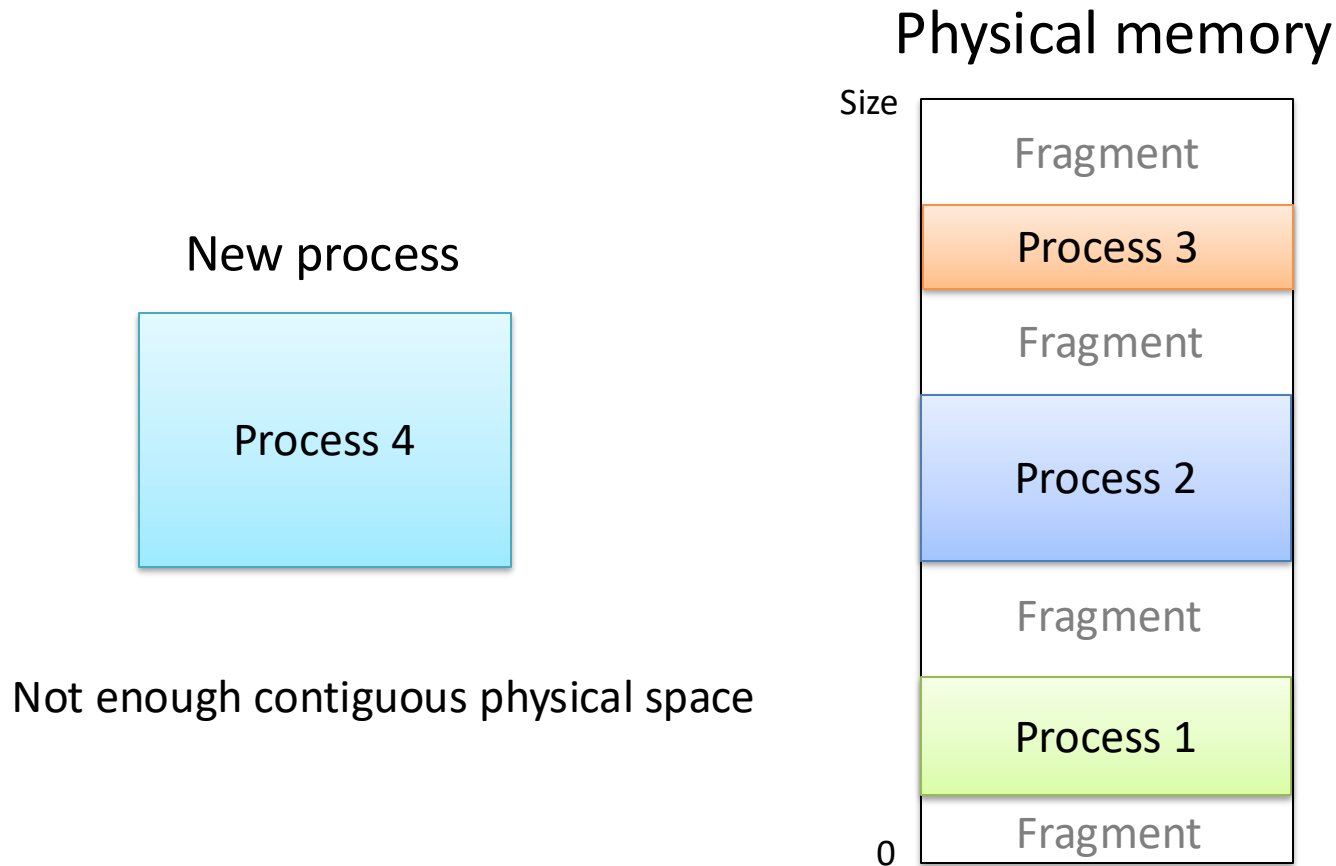 Physical memory
Size
Fragment
Process 3
New process
Fragment
Process 4
Process 2
Fragment
Not enough contiguous physical space
Process 1
Fragment
0